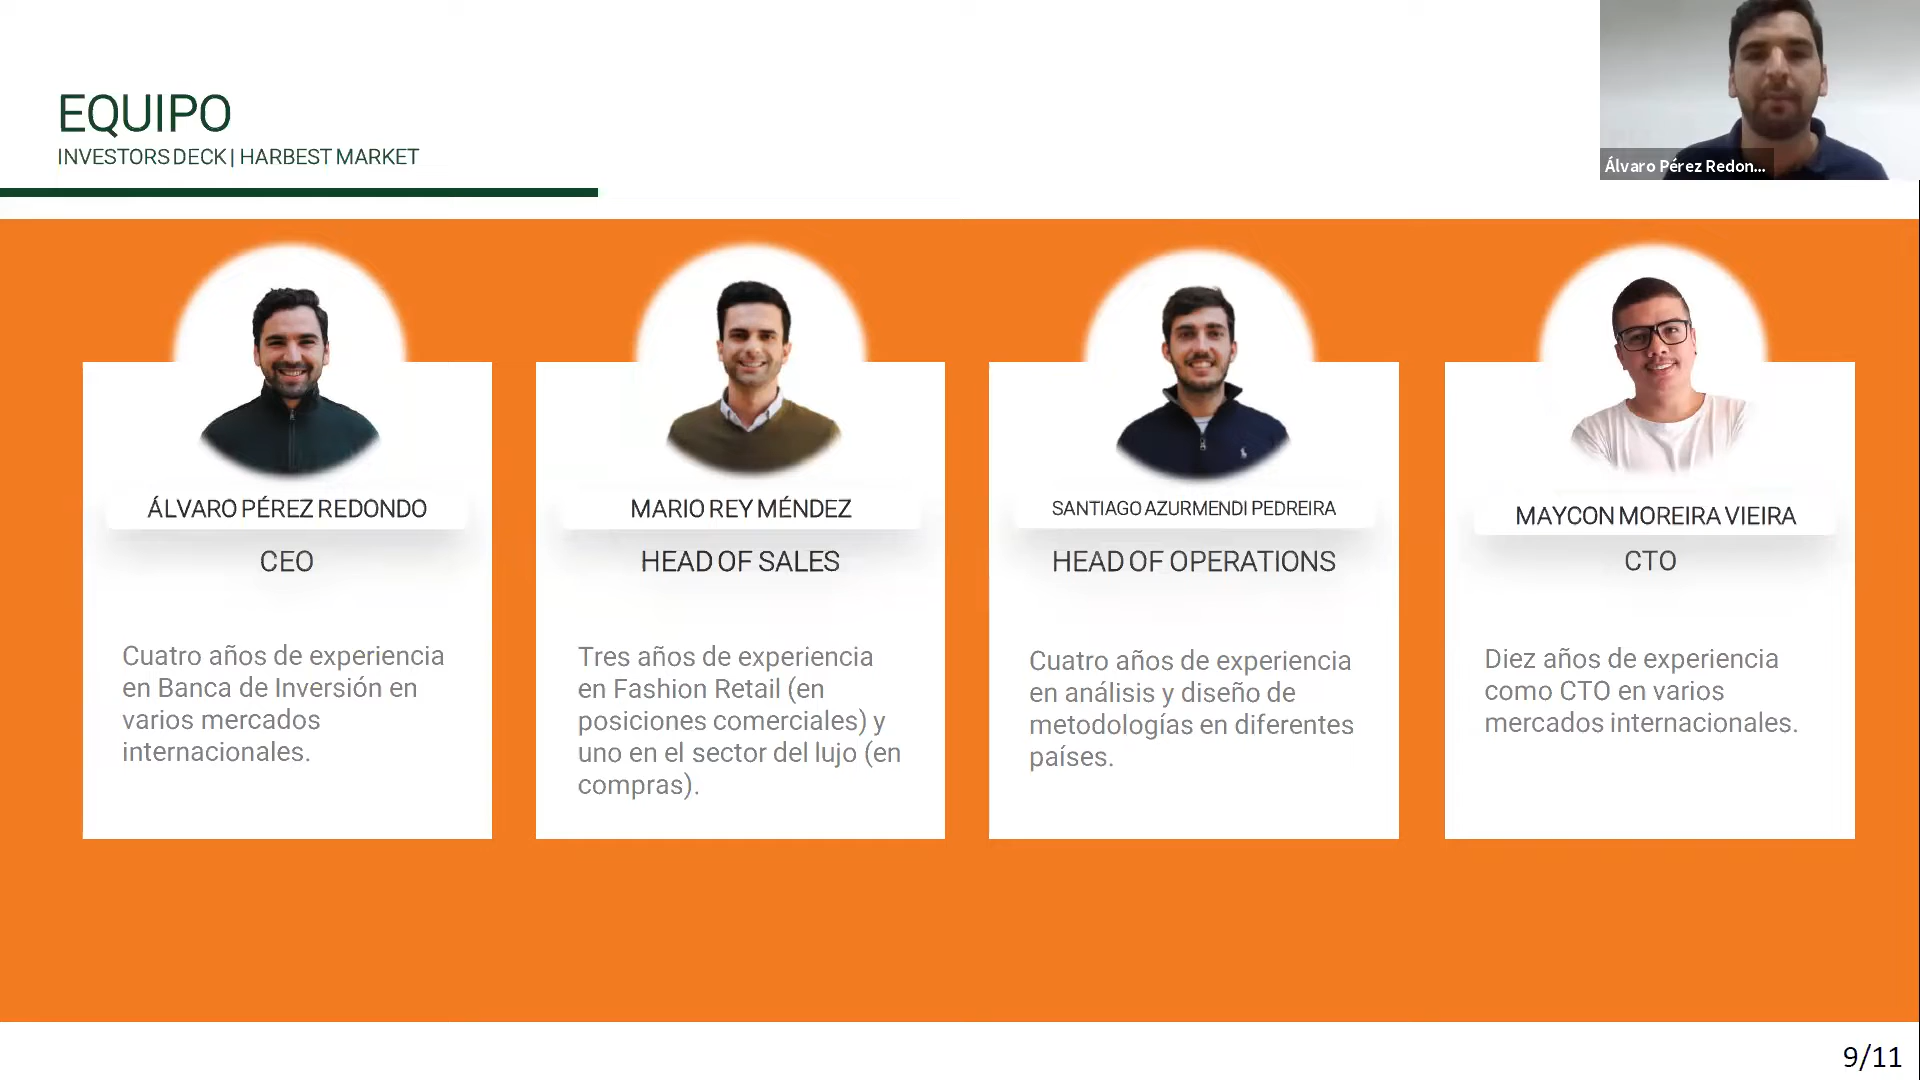 EQUIPO
INVESTORS DECK | HARBEST MARKET
Álvaro Pérez Redon...
ÁLVARO PÉREZ REDONDO
CEO
Cuatro años de experiencia
en Banca de Inversión en
varios mercados
internacionales.
MARIO REY MÉNDEZ
HEAD OF SALES
Tres años de experiencia
en Fashion Retail (en
posiciones comerciales) y
uno en el sector del lujo (en
compras).
SANTIAGO AZURMENDI PEDREIRA
HEAD OF OPERATIONS
Cuatro años de experiencia
en análisis y diseño de
metodologías en diferentes
países.
MAYCON MOREIRA VIEIRA
CTO
Diez años de experiencia
como CTO en varios
mercados internacionales.
9/11